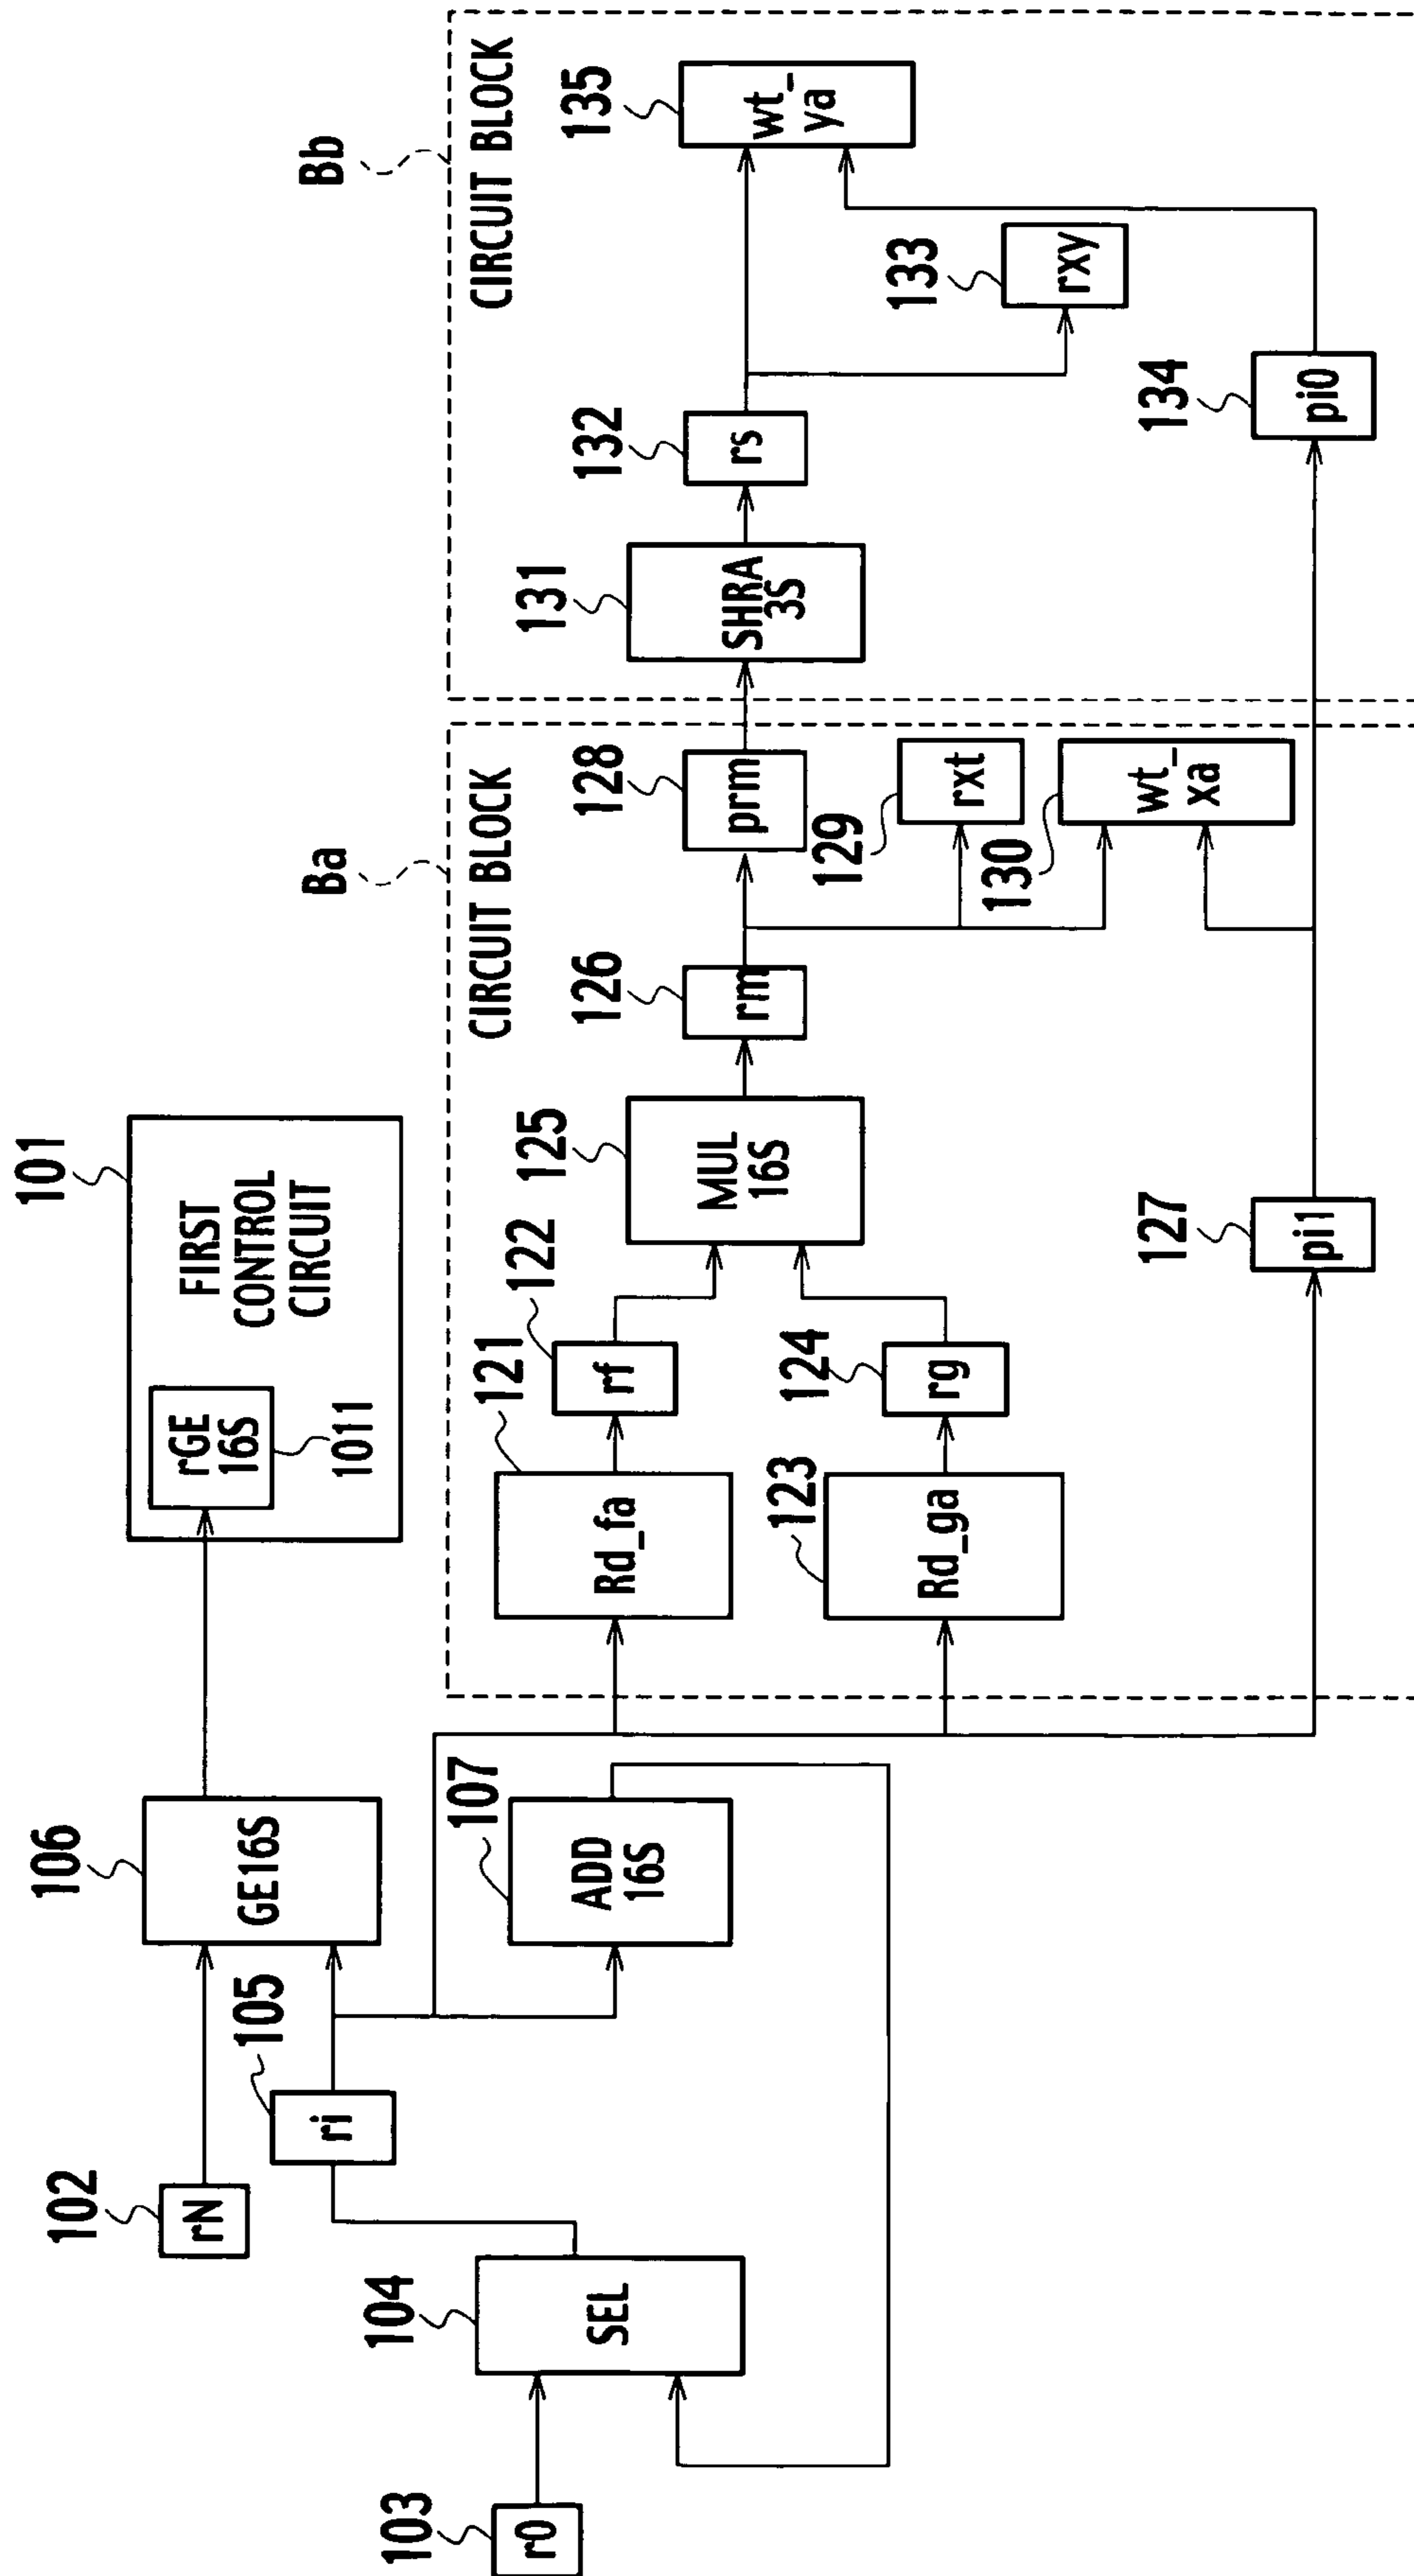 101
FIRST
CONTROL
CIRCUIT
rGE
16S
1011
102
rN
106
GE16S
105
ri
103
r0
104
SEL
107
ADD
16S
Ba
CIRCUIT BLOCK
121
Rd_fa
122
rf
123
Rd_ga
124
rg
125
MUL
16S
126
rm
127
pi1
128
prm
129
rxt
130
wt_
xa
Bb
CIRCUIT BLOCK
131
SHRA
3S
132
rs
133
rxy
134
pi0
135
wt_
ya